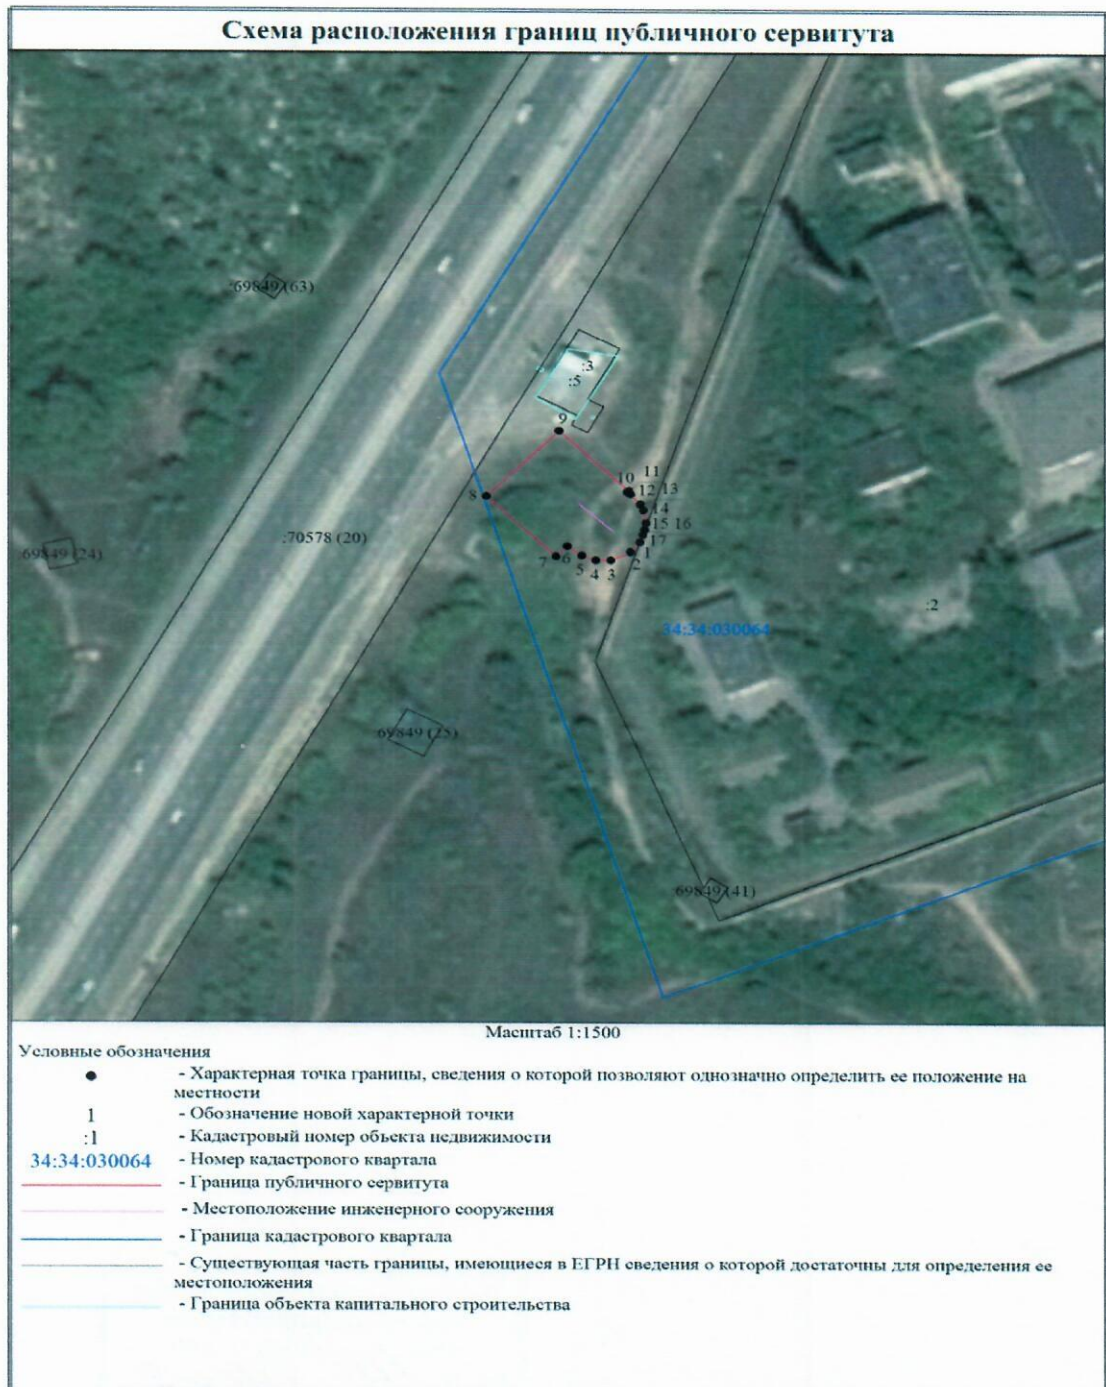 Схема расположения границ публичного сервитута
:69849 (63)
:3
:5
9
8
10
11
12 13
14
15 16
17
1
2
3
4
5
6
7
:70578 (20)
69849 (24)
:2
34:34:030064
69849 (25)
69849 (41)
Масштаб 1:1500
Условные обозначения
- Характерная точка границы, сведения о которой позволяют однозначно определить ее положение на
местности
1 - Обозначение новой характерной точки
:1 - Кадастровый номер объекта недвижимости
34:34:030064 - Номер кадастрового квартала
- Граница публичного сервитута
- Местоположение инженерного сооружения
- Граница кадастрового квартала
- Существующая часть границы, имеющиеся в ЕГРН сведения о которой достаточны для определения ее
местоположения
- Граница объекта капитального строительства